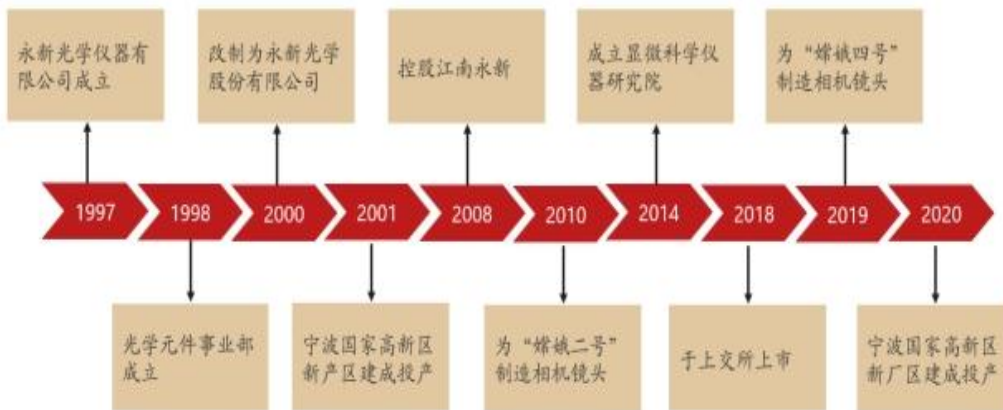 永新光学仪器有
限公司成立
改制为永新光学
股份有限公司
控股江南永新
成立显微科学仪
器研究院
为“嫦娥四号”
制造相机镜头
1997
1998
2000
2001
2008
2010
2014
2018
2019
2020
光学元件事业部
成立
宁波国家高新区
新产区建成投产
为“嫦娥二号”
制造相机镜头
于上交所上市
宁波国家高新区
新厂区建成投产